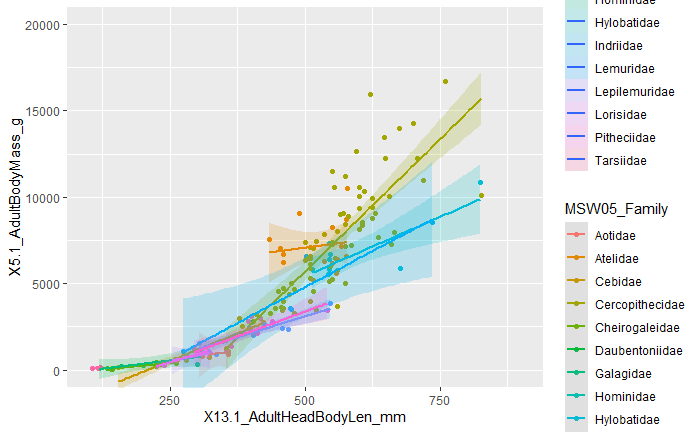 20000
15000
10000
5000
0
X5.1_AdultBodyMass_g
250
500
750
X13.1_AdultHeadBodyLen_mm
Hominidae
Hylobatidae
Indriidae
Lemuridae
Lepilemuridae
Lorisidae
Pitheciidae
Tarsiidae
MSW05_Family
Aotidae
Atelidae
Cebidae
Cercopithecidae
Cheirogaleidae
Daubentoniidae
Galagidae
Hominidae
Hylobatidae